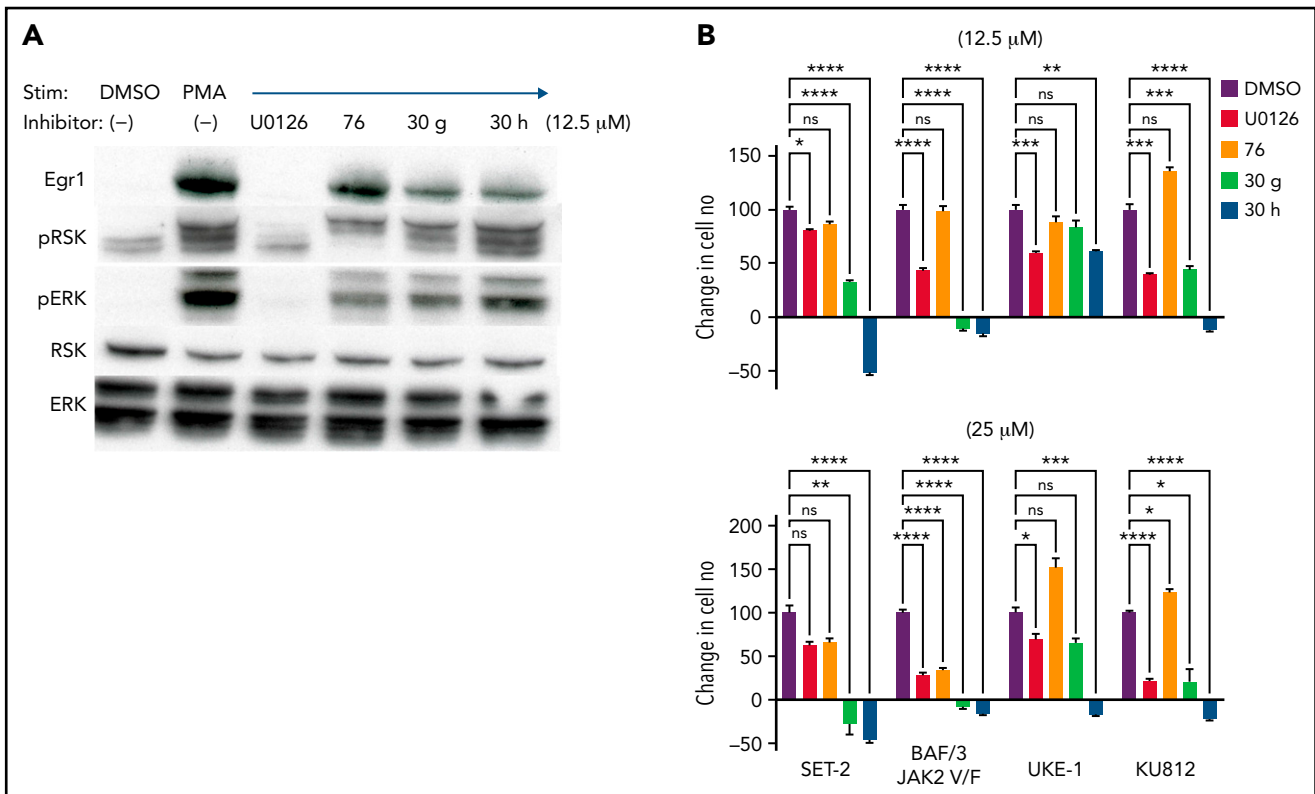 A
Stim: DMSO PMA
Inhibitor: (–) (–) U0126 76 30 g 30 h (12.5 μM)
Egr1
pRSK
pERK
RSK
ERK
B
(12.5 μM)
**** **** ** ****
**** **** ns ***
ns ns ns ns
* **** *** ***
DMSO
U0126
76
30 g
30 h
Change in cell no
150
100
50
0
–50
(25 μM)
**** **** *** ****
** **** ns *
ns **** ns *
ns **** * ****
Change in cell no
200
150
100
50
0
–50
SET-2 BAF/3 JAK2 V/F UKE-1 KU812